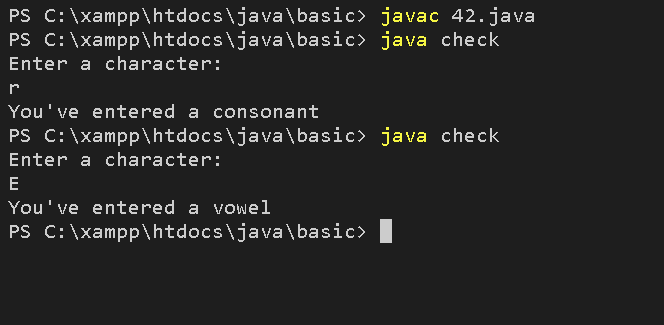 PS C:\xampp\htdocs\java\basic> javac 42.java
PS C:\xampp\htdocs\java\basic> java check
Enter a character:
r
You've entered a consonant
PS C:\xampp\htdocs\java\basic> java check
Enter a character:
E
You've entered a vowel
PS C:\xampp\htdocs\java\basic>